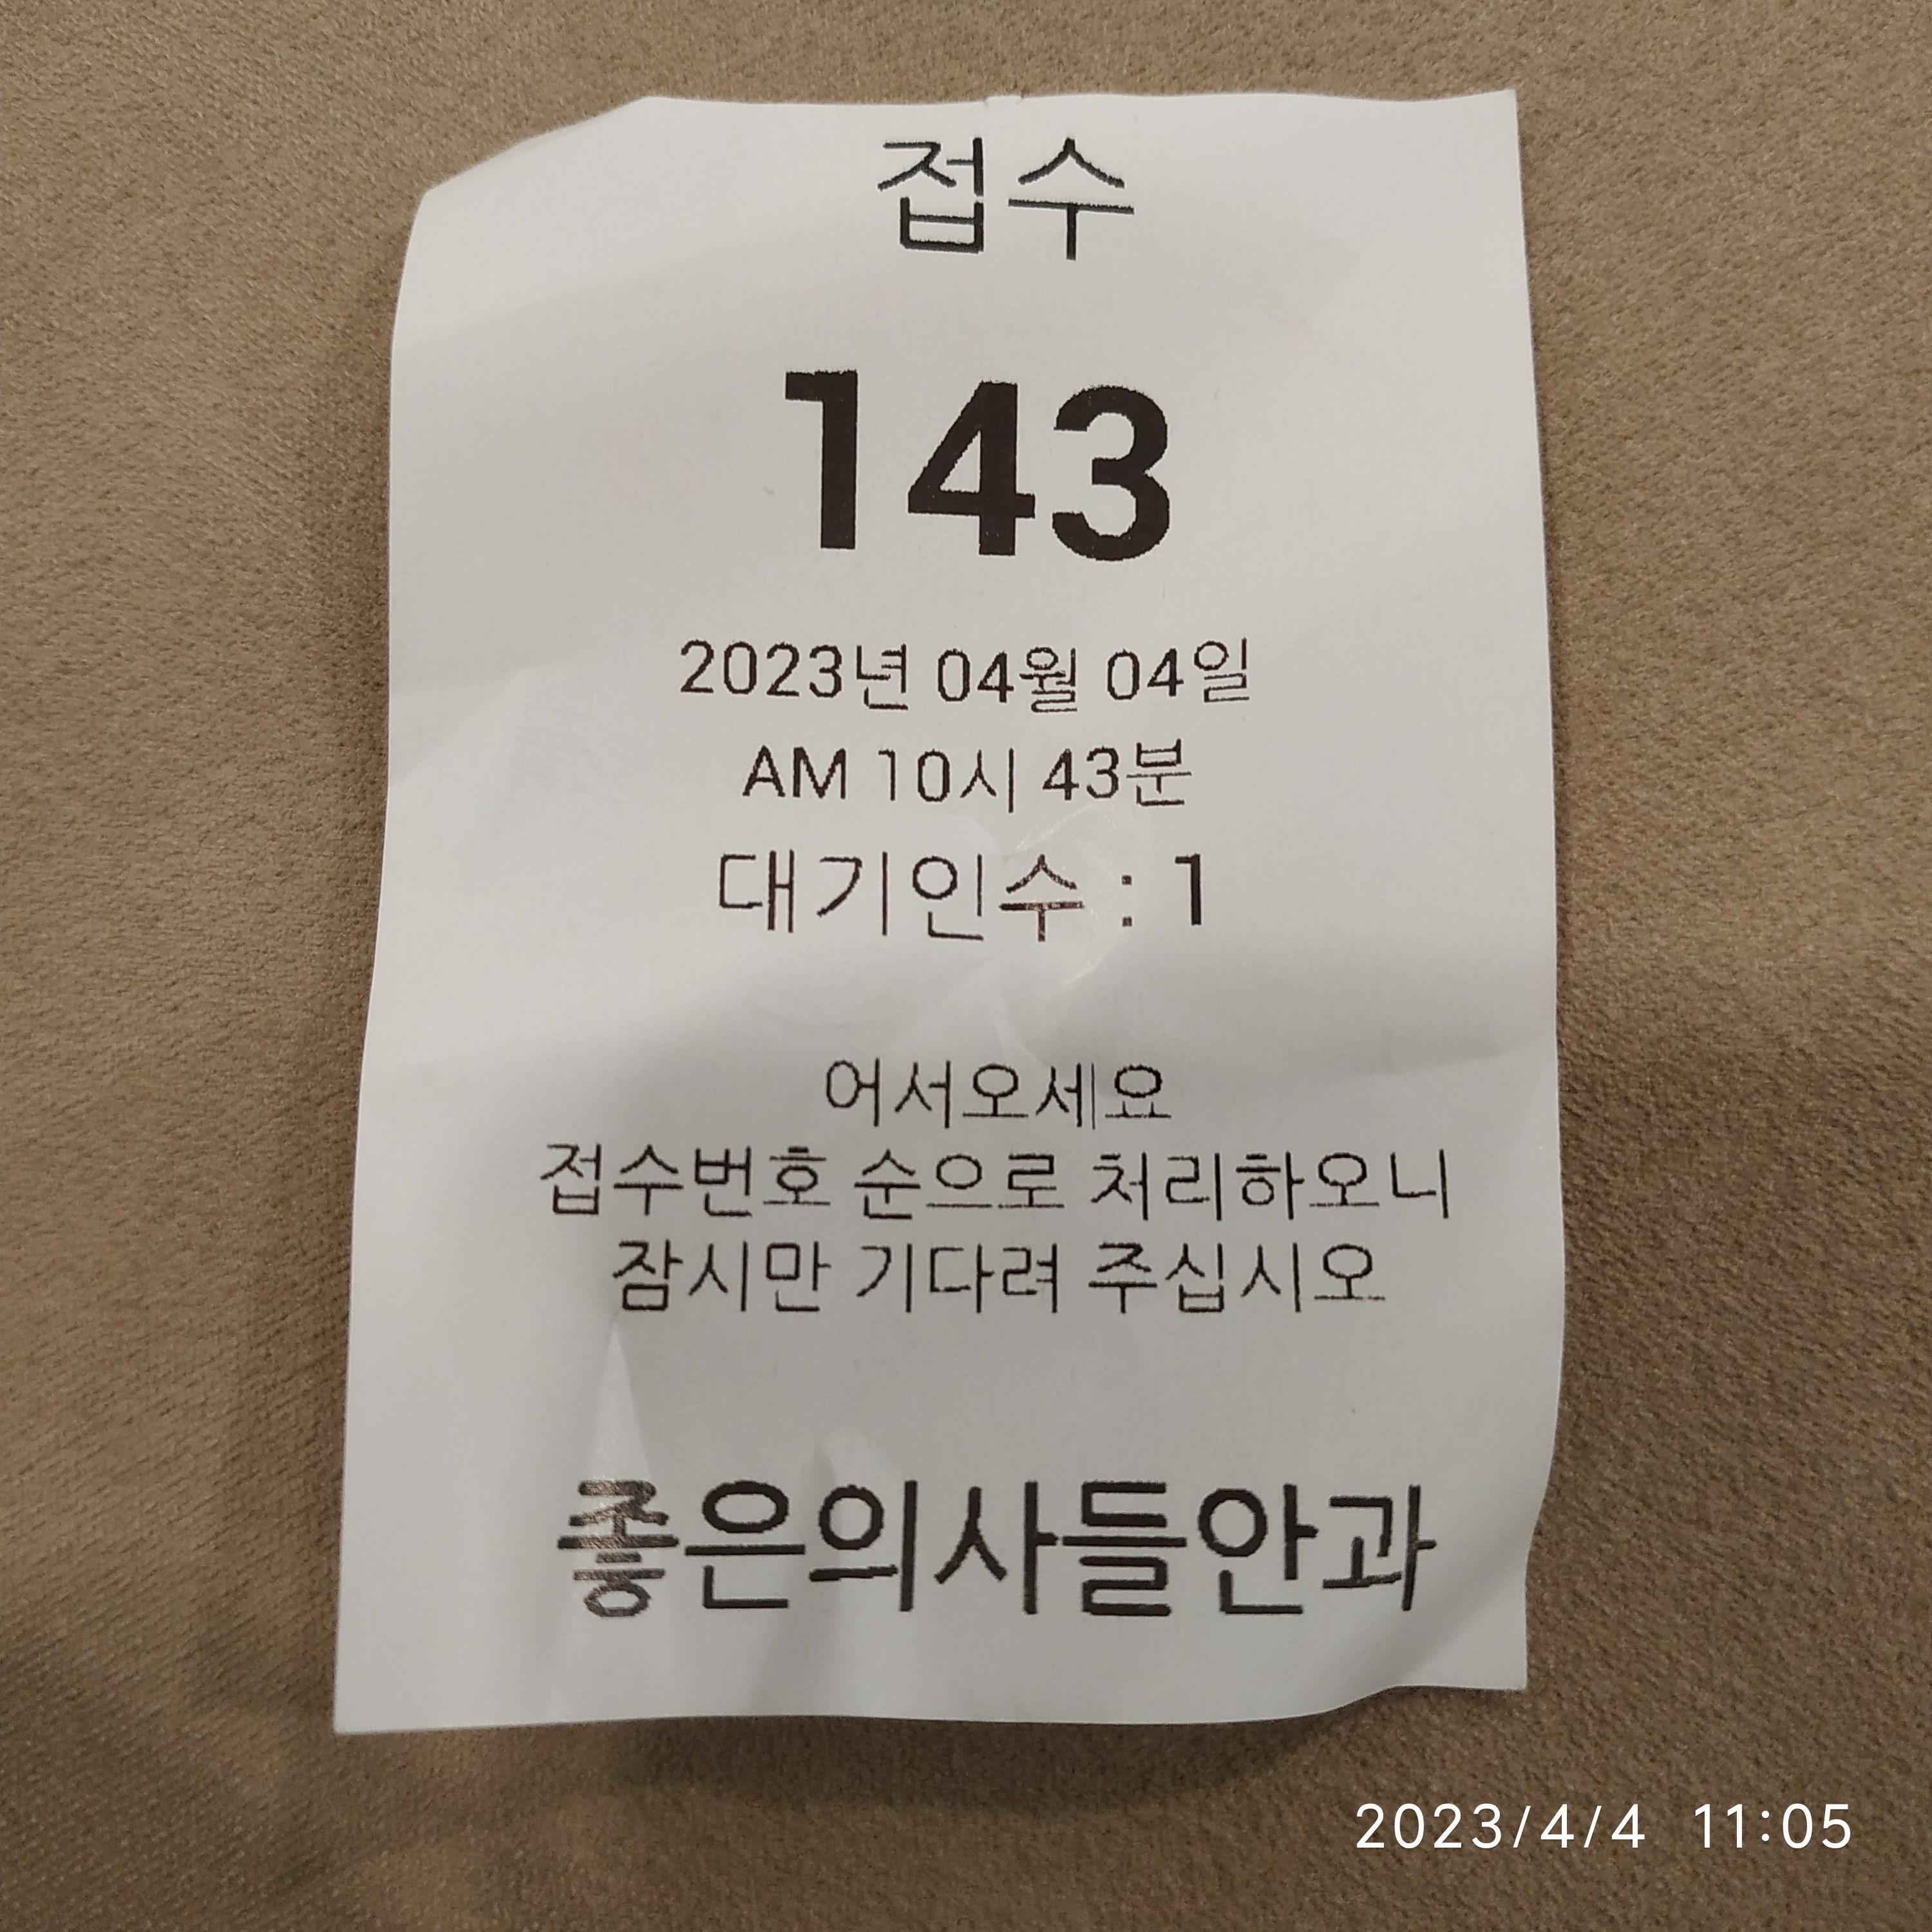 접수
143
2023년 04월 04일
AM 10시 43분
대기인수 : 1
어서오세요
접수번호 순으로 처리하오니
잠시만 기다려 주십시오
좋은의사들안과
2023/4/4 11:05